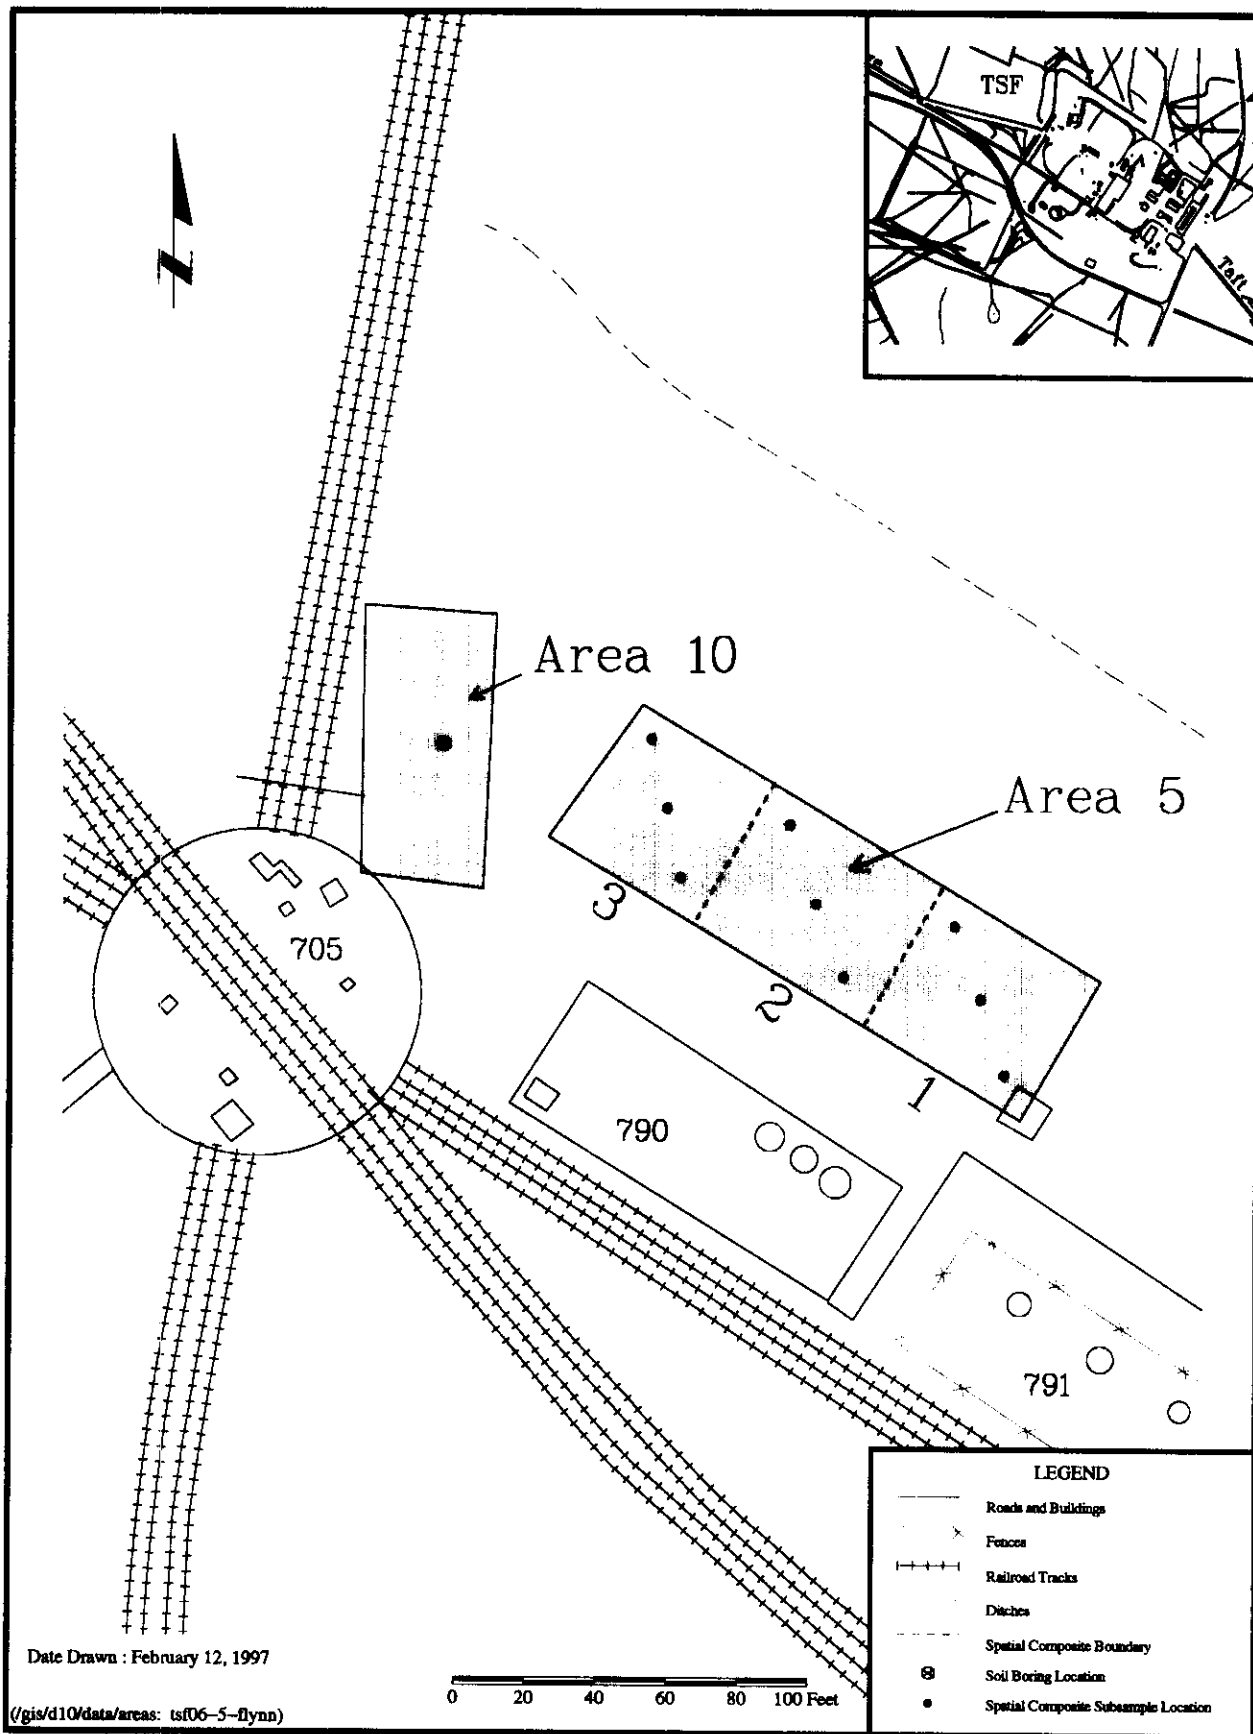 TSF
Taft
Area 10
Area 5
3
705
2
1
790
791
LEGEND
Roads and Buildings
Fences
Railroad Tracks
Ditches
Spatial Composite Boundary
Soil Boring Location
Spatial Composite Subsample Location
Date Drawn : February 12, 1997
0 20 40 60 80 100 Feet
(/gis/d10/data/areas: tsf06-5-flynn)